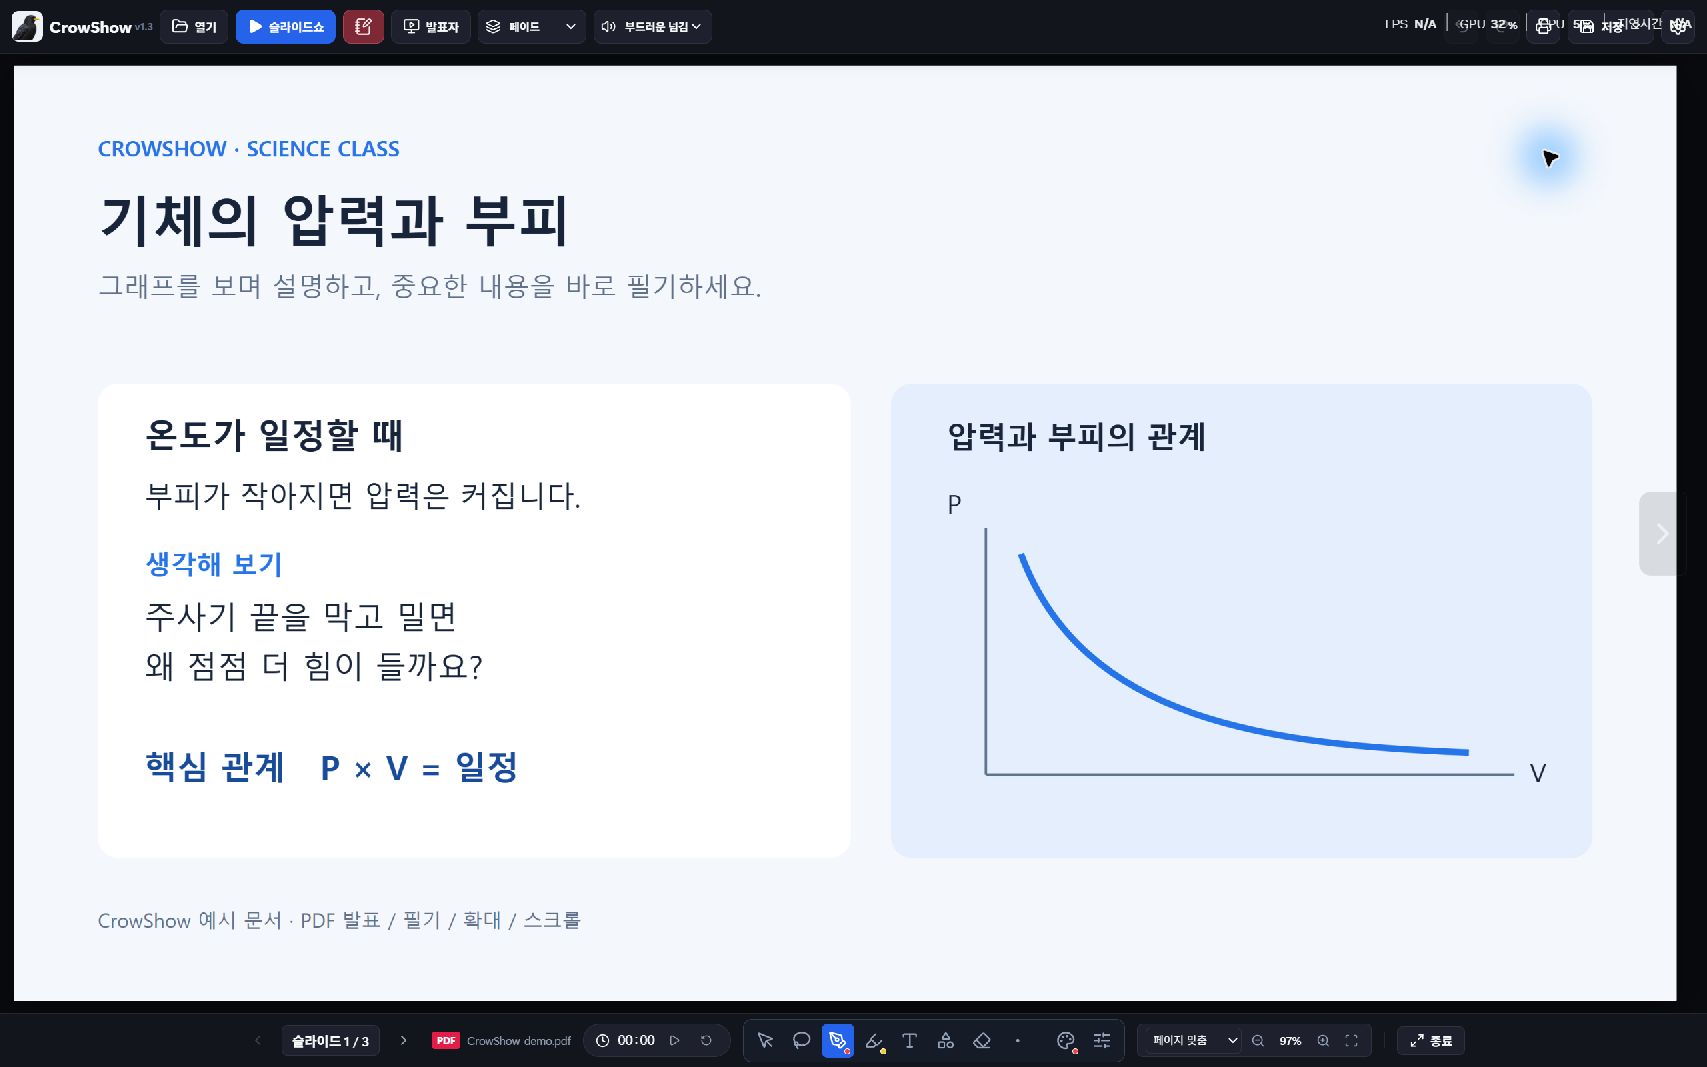 CrowShow v1.3 열기 슬라이드쇼 발표자 페이드 부드러운 넘김 FPS N/A GPU 32% 저장
CROWSHOW · SCIENCE CLASS
기체의 압력과 부피
그래프를 보며 설명하고, 중요한 내용을 바로 필기하세요.
온도가 일정할 때
부피가 작아지면 압력은 커집니다.
생각해 보기
주사기 끝을 막고 밀면
왜 점점 더 힘이 들까요?
핵심 관계 P × V = 일정
압력과 부피의 관계
P
V
CrowShow 예시 문서 · PDF 발표 / 필기 / 확대 / 스크롤
슬라이드 1 / 3 PDF CrowShow-demo.pdf 00:00 T 페이지 맞춤 97% 종료